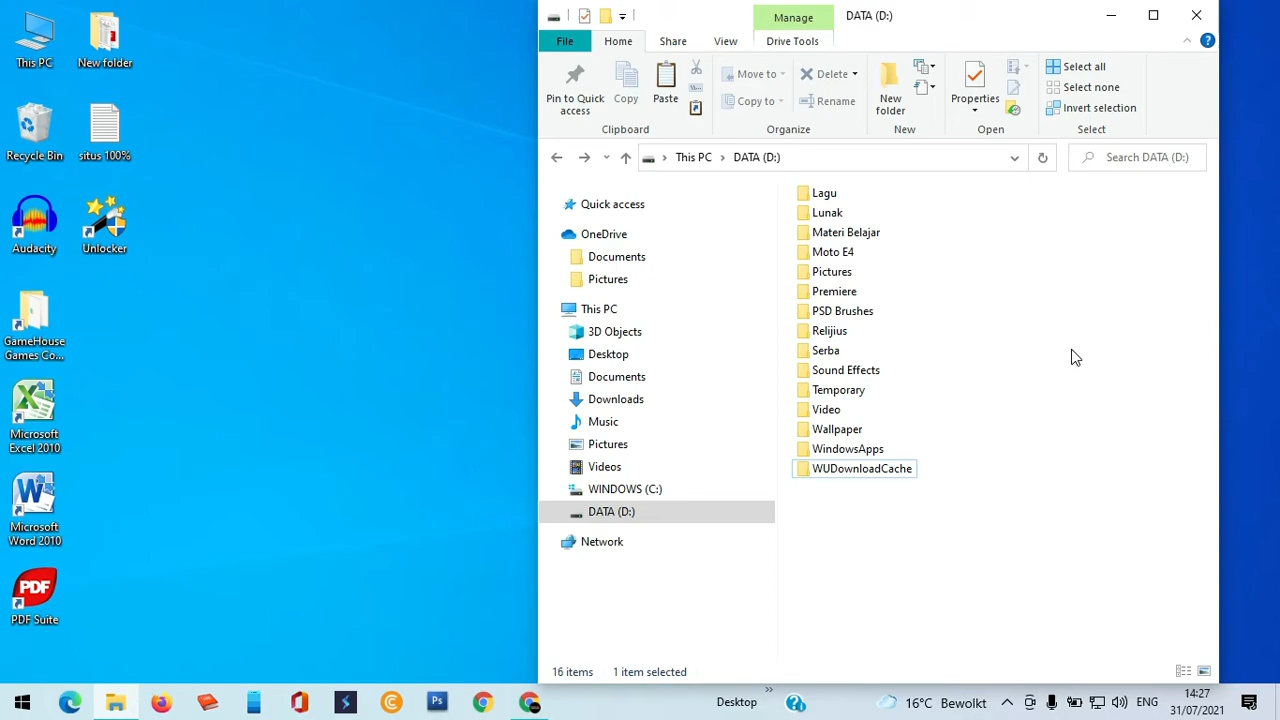 This PC
New folder
Recycle Bin
situs 100%
Audacity
Unlocker
GameHouse
Games Co...
Microsoft
Excel 2010
Microsoft
Word 2010
PDF
PDF Suite
Manage
DATA (D:)
File
Home
Share
View
Drive Tools
Pin to Quick
access
Copy
Paste
Clipboard
Move to
Copy to
Delete
Rename
Organize
New
folder
New
Properties
Open
Select all
Select none
Invert selection
Select
This PC
DATA (D:)
Search DATA (D:)
Quick access
OneDrive
Documents
Pictures
This PC
3D Objects
Desktop
Documents
Downloads
Music
Pictures
Videos
WINDOWS (C:)
DATA (D:)
Network
Lagu
Lunak
Materi Belajar
Moto E4
Pictures
Premiere
PSD Brushes
Relijius
Serba
Sound Effects
Temporary
Video
Wallpaper
WindowsApps
WUDownloadCache
16 items
1 item selected
Ps
Desktop
16°C Bewolkt
ENG
14:27
31/07/2021